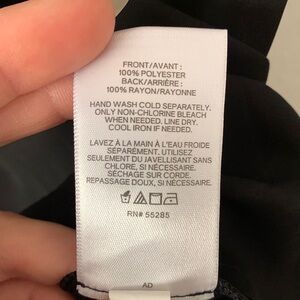 FRONT/AVANT :
100% POLYESTER
BACK/ARRIÈRE :
100% RAYON/RAYONNE
HAND WASH COLD SEPARATELY.
ONLY NON-CHLORINE BLEACH
WHEN NEEDED. LINE DRY.
COOL IRON IF NEEDED.
LAVEZ À LA MAIN À L'EAU FROIDE
SÉPARÉMENT. UTILISEZ
SEULEMENT DU JAVELLISANT SANS
CHLORE, SI NÉCESSAIRE.
SÉCHAGE SUR CORDE.
REPASSAGE DOUX, SI NÉCESSAIRE.
RN# 55285
AD